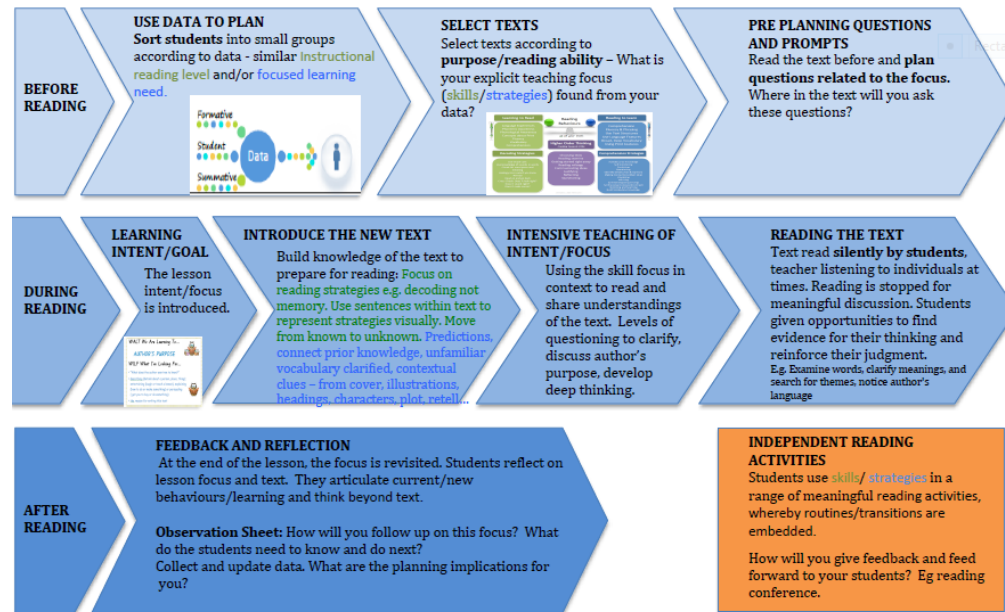 BEFORE
READING
USE DATA TO PLAN
Sort students into small groups
according to data - similar Instructional
reading level and/or focused learning
need.
Formative
Student
Summative
Data
SELECT TEXTS
Select texts according to
purpose/reading ability – What is
your explicit teaching focus
(skills/strategies) found from your
data?
PRE PLANNING QUESTIONS
AND PROMPTS
Read the text before and plan
questions related to the focus.
Where in the text will you ask
these questions?
DURING
READING
LEARNING
INTENT/GOAL
The lesson
intent/focus
is introduced.
AUTHOR'S PURPOSE
INTRODUCE THE NEW TEXT
Build knowledge of the text to
prepare for reading: Focus on
reading strategies e.g. decoding not
memory. Use sentences within text to
represent strategies visually. Move
from known to unknown. Predictions,
connect prior knowledge, unfamiliar
vocabulary clarified, contextual
clues – from cover, illustrations,
headings, characters, plot, retell...
INTENSIVE TEACHING OF
INTENT/FOCUS
Using the skill focus in
context to read and
share understandings
of the text. Levels of
questioning to clarify,
discuss author's
purpose, develop
deep thinking.
READING THE TEXT
Text read silently by students,
teacher listening to individuals at
times. Reading is stopped for
meaningful discussion. Students
given opportunities to find
evidence for their thinking and
reinforce their judgment.
E.g. Examine words, clarify meanings, and
search for themes, notice author's
language
AFTER
READING
FEEDBACK AND REFLECTION
At the end of the lesson, the focus is revisited. Students reflect on
lesson focus and text. They articulate current/new
behaviours/learning and think beyond text.
Observation Sheet: How will you follow up on this focus? What
do the students need to know and do next?
Collect and update data. What are the planning implications for
you?
INDEPENDENT READING
ACTIVITIES
Students use skills/ strategies in a
range of meaningful reading activities,
whereby routines/transitions are
embedded.
How will you give feedback and feed
forward to your students? Eg reading
conference.